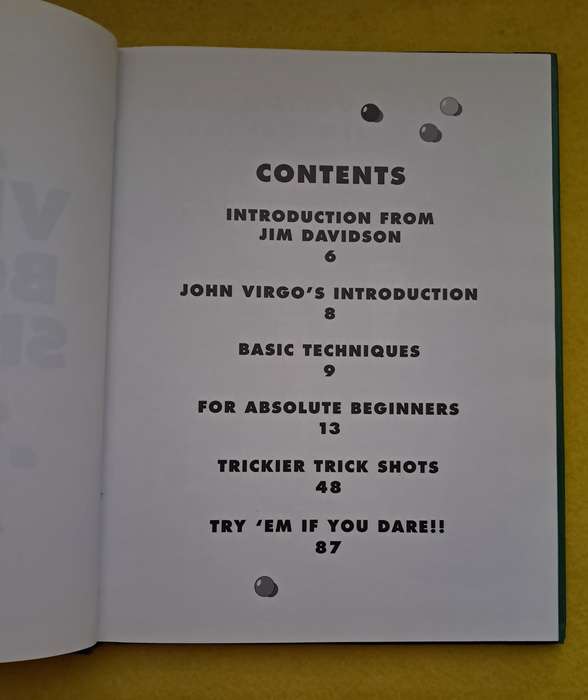 CONTENTS
INTRODUCTION FROM
JIM DAVIDSON
6
JOHN VIRGO'S INTRODUCTION
8
BASIC TECHNIQUES
9
FOR ABSOLUTE BEGINNERS
13
TRICKIER TRICK SHOTS
48
TRY 'EM IF YOU DARE!!
87